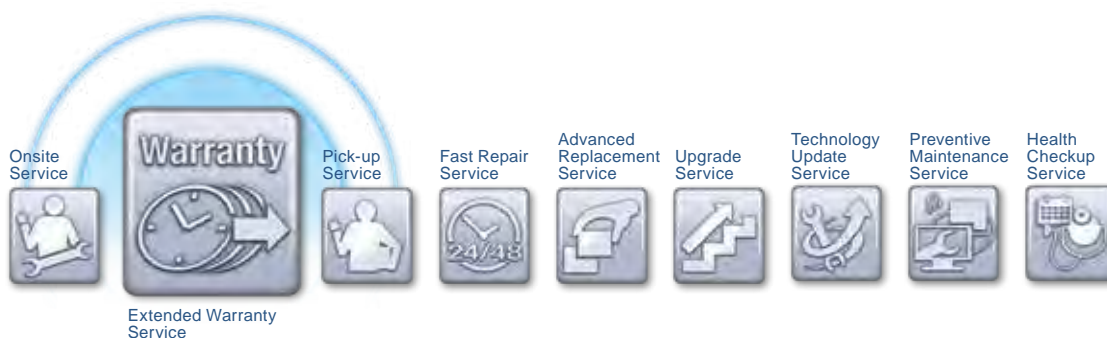 Onsite
Service
Warranty
Extended Warranty
Service
Pick-up
Service
Fast Repair
Service
24/48
Advanced
Replacement
Service
Upgrade
Service
Technology
Update
Service
Preventive
Maintenance
Service
Health
Checkup
Service